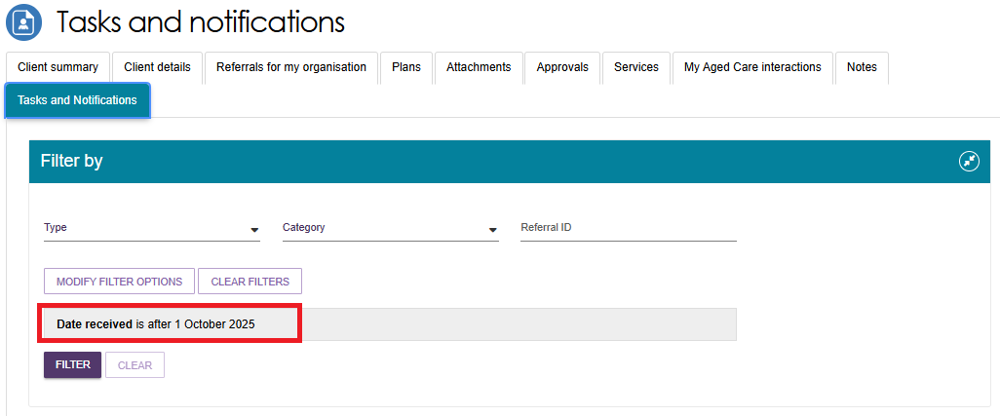 Tasks and notifications
Client summary
Client details
Referrals for my organisation
Plans
Attachments
Approvals
Services
My Aged Care interactions
Notes
Tasks and Notifications
Filter by
Type
Category
Referral ID
MODIFY FILTER OPTIONS
CLEAR FILTERS
Date received is after 1 October 2025
FILTER
CLEAR